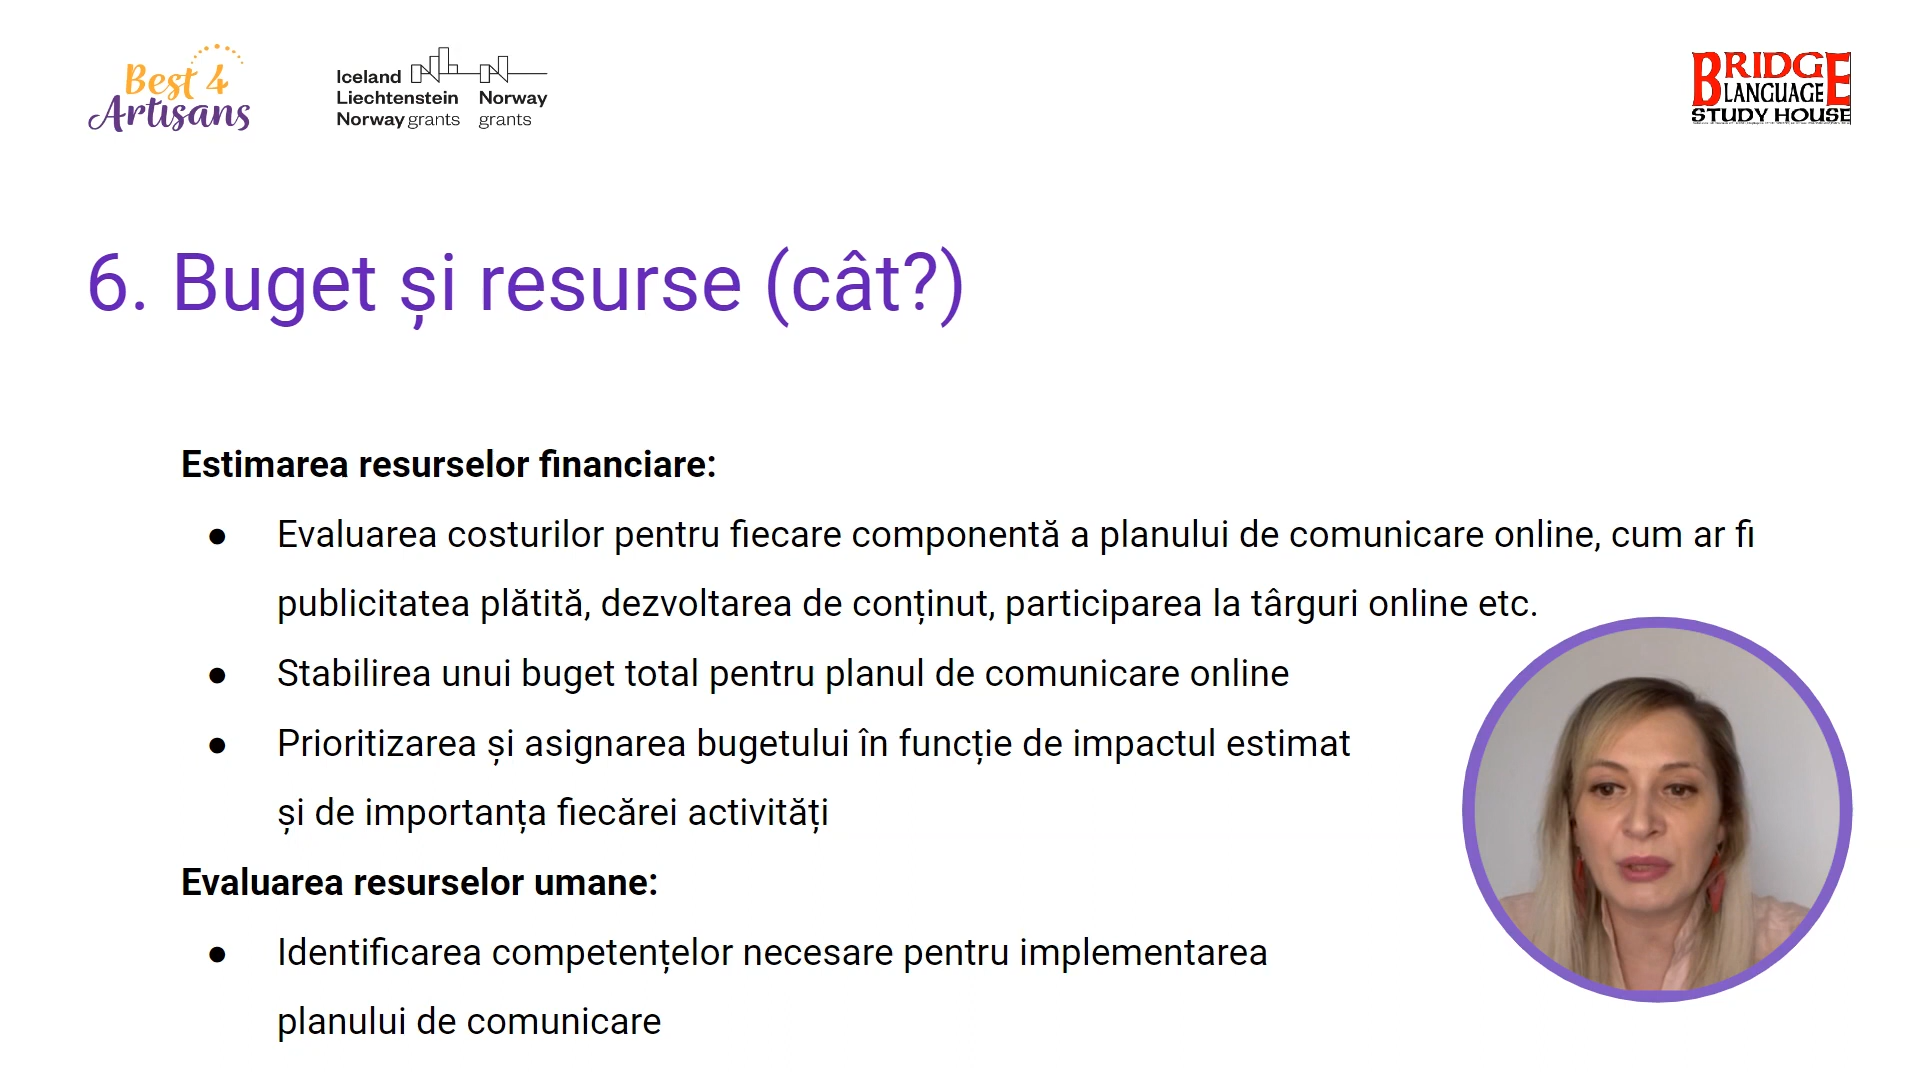 Best 4
Artisans
Iceland
Liechtenstein
Norway grants
Norway
grants
BRIDGE
LANGUAGE
STUDY HOUSE
6. Buget și resurse (cât?)
Estimarea resurselor financiare:
● Evaluarea costurilor pentru fiecare componentă a planului de comunicare online, cum ar fi
publicitatea plătită, dezvoltarea de conținut, participarea la târguri online etc.
● Stabilirea unui buget total pentru planul de comunicare online
● Prioritizarea și asignarea bugetului în funcție de impactul estimat
și de importanța fiecărei activități
Evaluarea resurselor umane:
● Identificarea competențelor necesare pentru implementarea
planului de comunicare